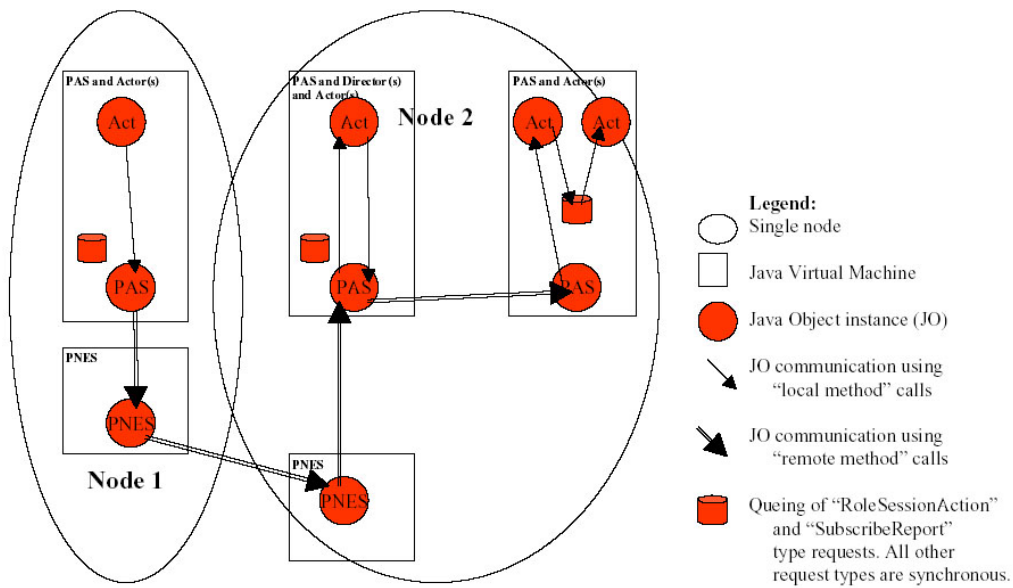 PAS and Actor(s)
Act
PAS
PNES
PNES
Node 1
PAS and Director(s)
and Actor(s)
Act
Node 2
PAS
PNES
PNES
PAS and Actor(s)
Act
Act
PAS
Legend:
Single node
Java Virtual Machine
Java Object instance (JO)
JO communication using
“local method” calls
JO communication using
“remote method” calls
Queing of “RoleSessionAction”
and “SubscribeReport”
type requests. All other
request types are synchronous.